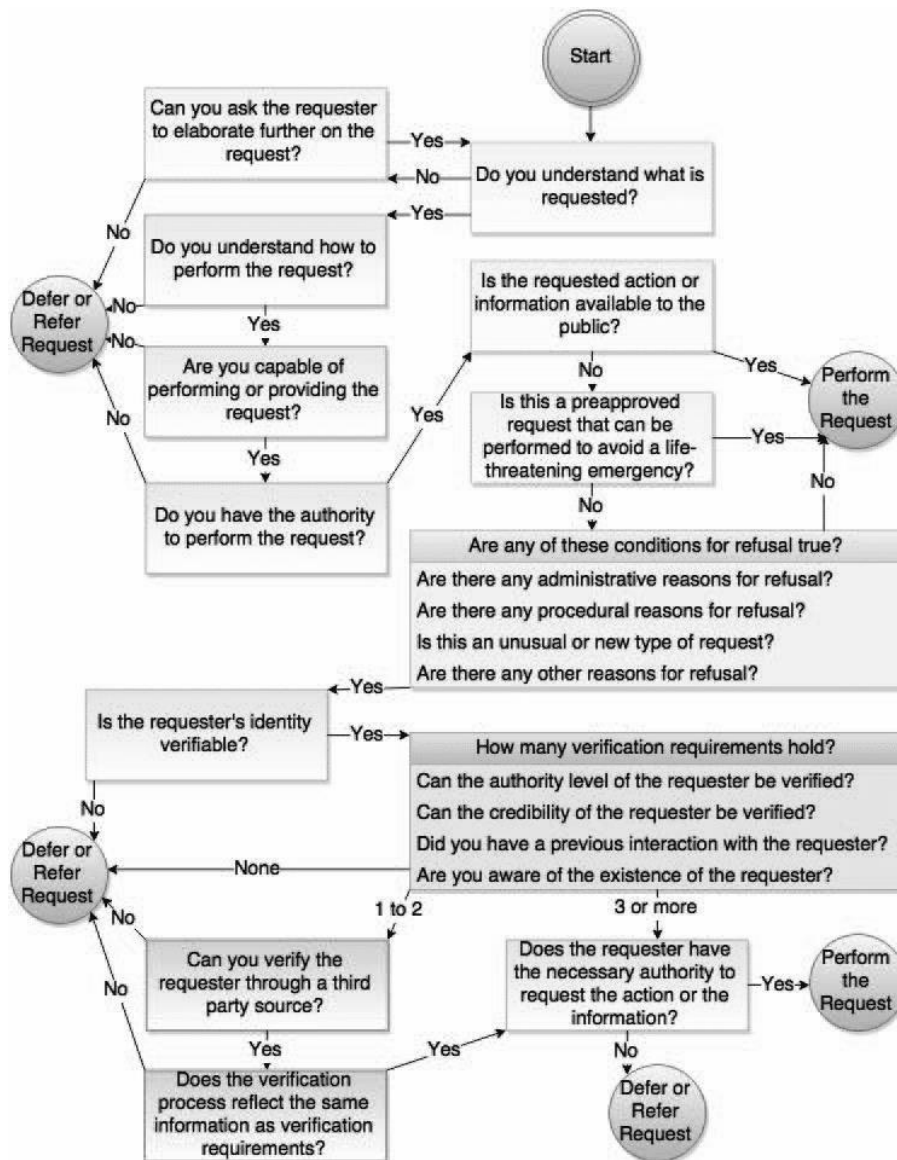 Start
Can you ask the requester
to elaborate further on the
request?
Yes
No
Do you understand what is
requested?
Yes
No
Do you understand how to
perform the request?
Is the requested action or
information available to the
public?
Defer or
Refer
Request
No
Yes
No
Are you capable of
performing or providing the
request?
No
Yes
Perform
the
Request
No
Yes
Is this a preapproved
request that can be
performed to avoid a life-
threatening emergency?
Yes
Yes
No
No
Do you have the authority
to perform the request?
Are any of these conditions for refusal true?
Are there any administrative reasons for refusal?
Are there any procedural reasons for refusal?
Is this an unusual or new type of request?
Are there any other reasons for refusal?
Yes
Is the requester's identity
verifiable?
Yes
How many verification requirements hold?
Can the authority level of the requester be verified?
Can the credibility of the requester be verified?
Did you have a previous interaction with the requester?
Are you aware of the existence of the requester?
No
Defer or
Refer
Request
None
1 to 2
3 or more
No
Can you verify the
requester through a third
party source?
Does the requester have
the necessary authority to
request the action or the
information?
Yes
Perform
the
Request
No
Yes
Yes
No
Does the verification
process reflect the same
information as verification
requirements?
Defer or
Refer
Request